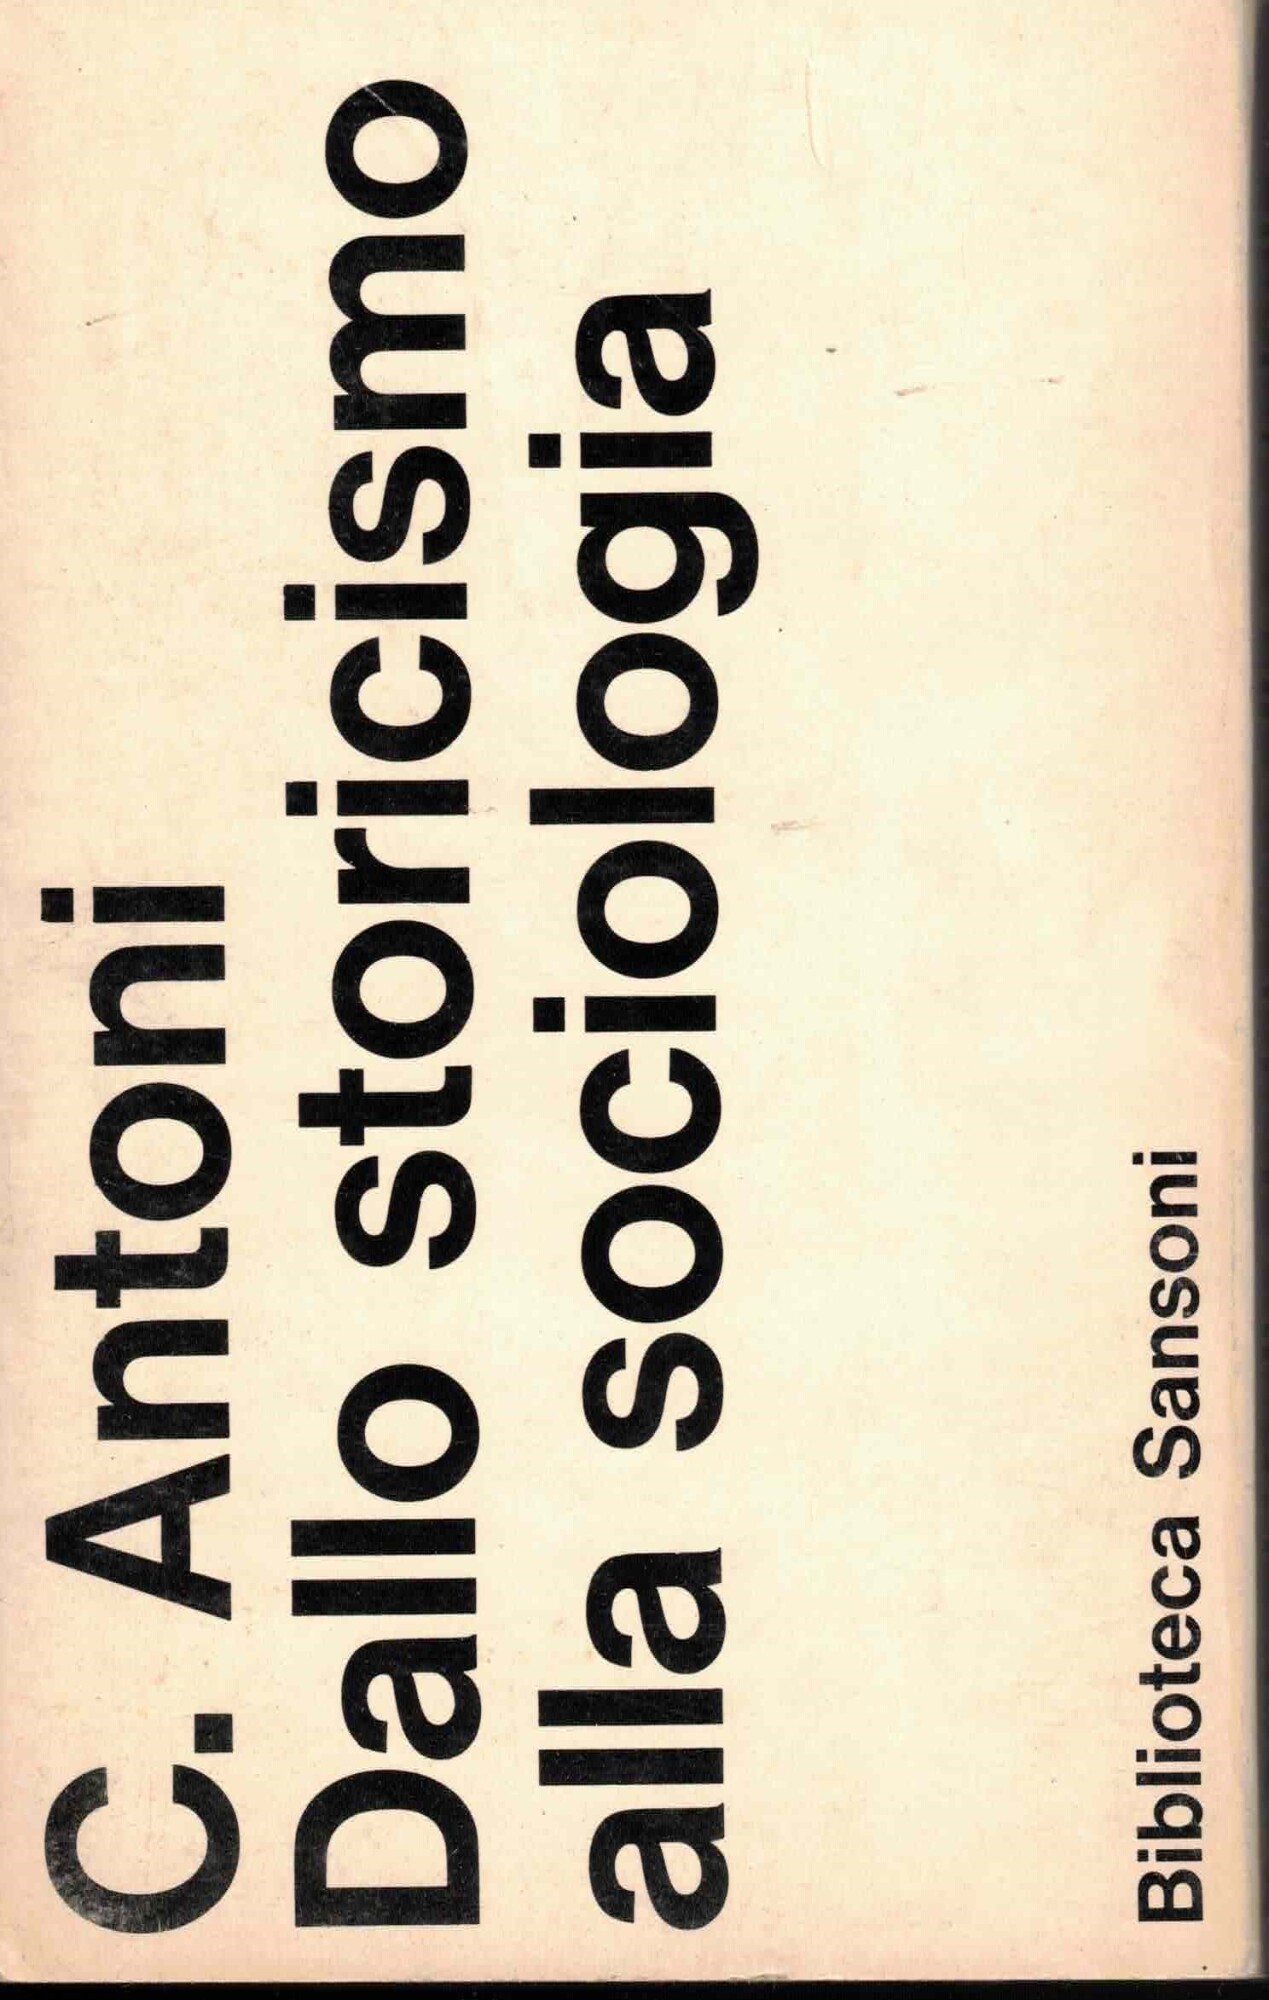 C. Antoni
Dallo storicismo
alla sociologia
Biblioteca Sansoni